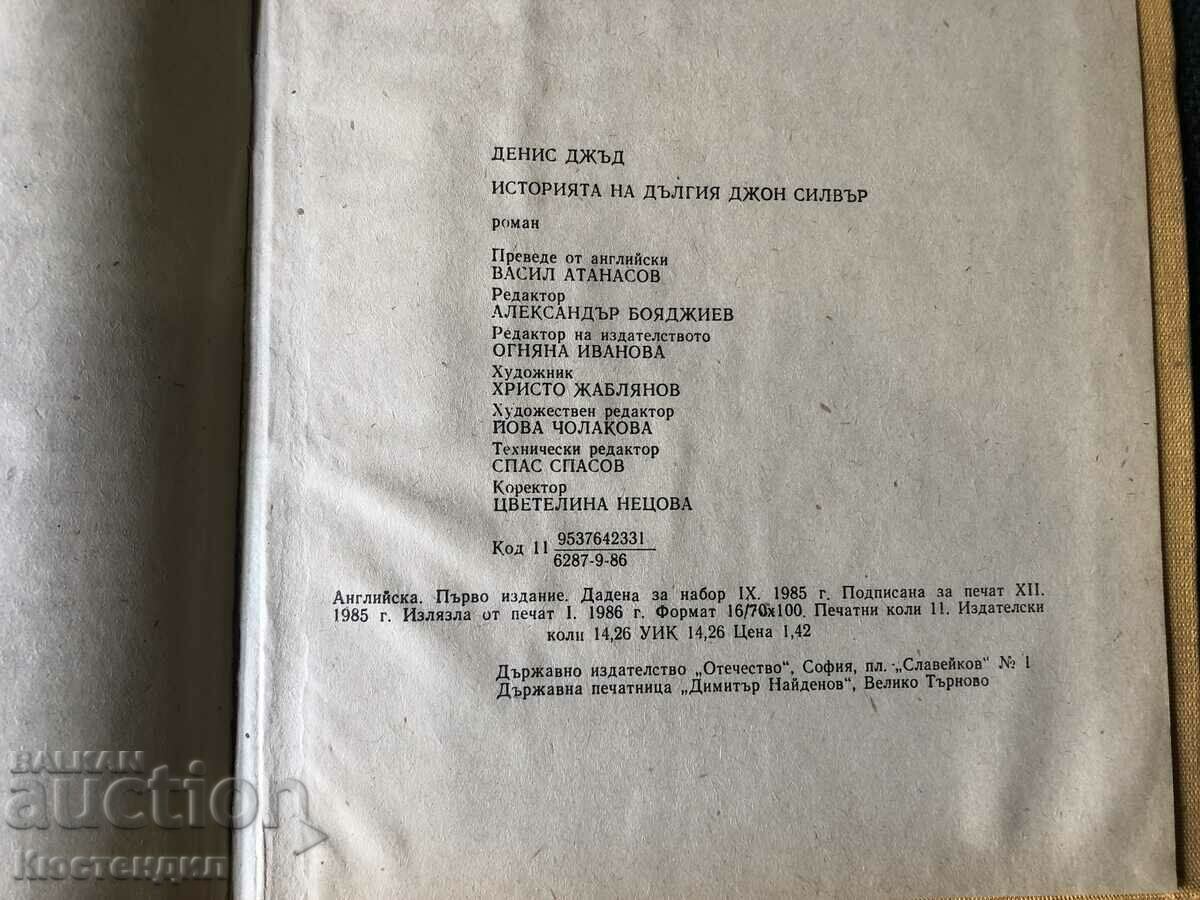 ДЕНИС ДЖЪД
ИСТОРИЯТА НА ДЪЛГИЯ ДЖОН СИЛВЪР
роман
Преведе от английски
ВАСИЛ АТАНАСОВ
Редактор
АЛЕКСАНДЪР БОЯДЖИЕВ
Редактор на издателството
ОГНЯНА ИВАНОВА
Художник
ХРИСТО ЖАБЛЯНОВ
Художествен редактор
ЙОВА ЧОЛАКОВА
Технически редактор
СПАС СПАСОВ
Коректор
ЦВЕТЕЛИНА НЕЦОВА
Код 11 9537642331
6287-9-86
Английска. Първо издание. Дадена за набор IX. 1985 г. Подписана за печат XII.
1985 г. Излязла от печат I. 1986 г. Формат 16/70х100. Печатни коли 11. Издателски
коли 14,26 УИК 14,26 Цена 1,42
Държавно издателство „Отечество“, София, пл. „Славейков“ № 1
Държавна печатница „Димитър Найденов“, Велико Търново
BALKAN
auction
Кюстендил